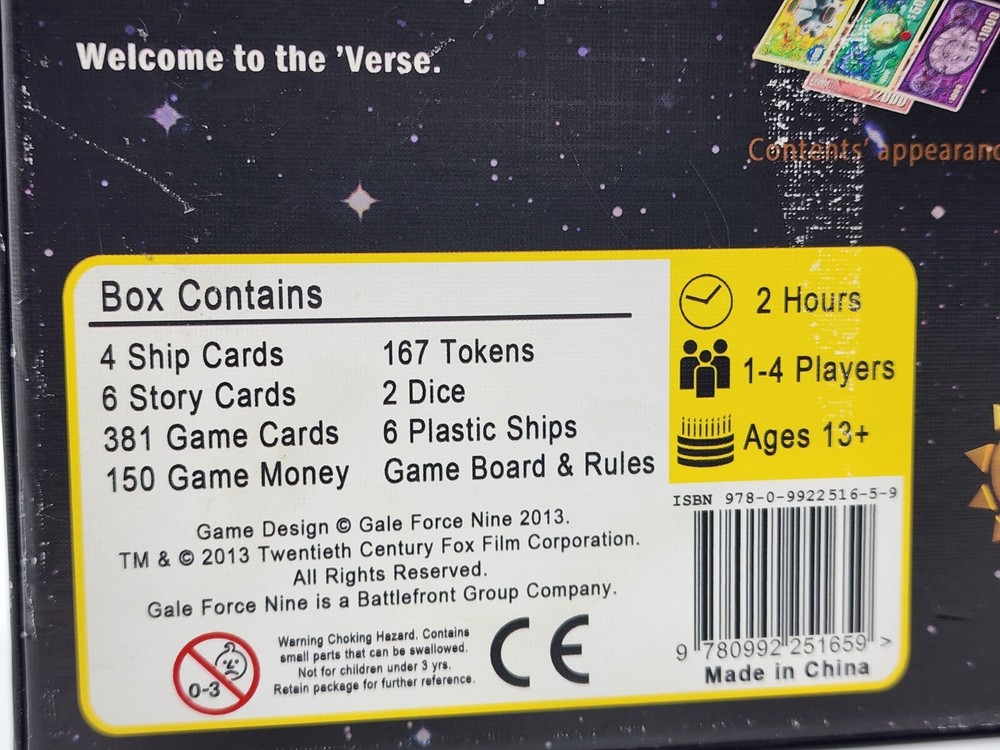 Welcome to the 'Verse.
$1000
$2000
Contents' appearanc
Box Contains
4 Ship Cards
6 Story Cards
381 Game Cards
150 Game Money
167 Tokens
2 Dice
6 Plastic Ships
Game Board & Rules
2 Hours
1-4 Players
Ages 13+
Game Design © Gale Force Nine 2013.
TM & © 2013 Twentieth Century Fox Film Corporation.
All Rights Reserved.
Gale Force Nine is a Battlefront Group Company.
0-3
Warning Choking Hazard. Contains
small parts that can be swallowed.
Not for children under 3 yrs.
Retain package for further reference.
CE
ISBN 978-0-9922516-5-9
9 780992 251659 >
Made in China